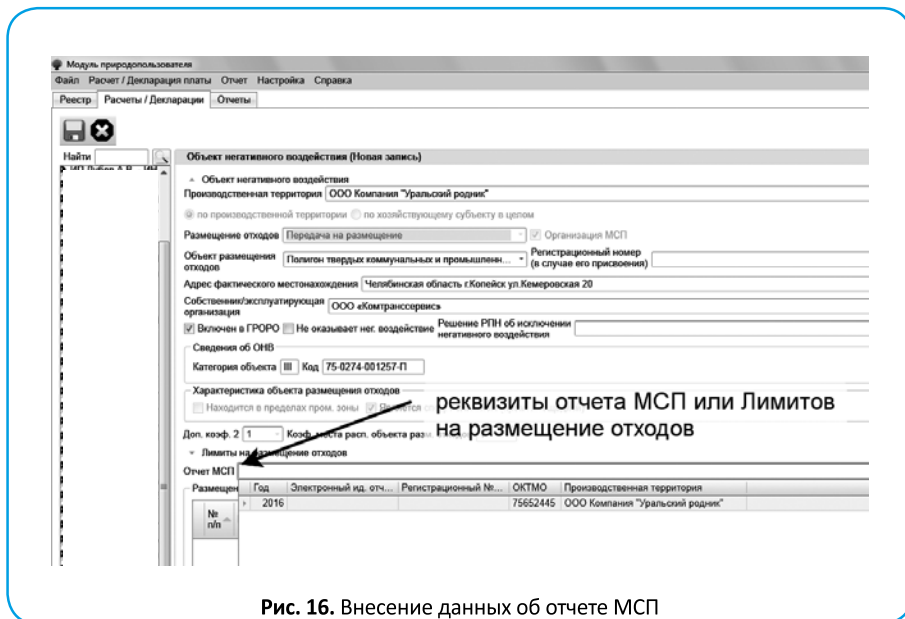 Модуль природопользователя
Файл Расчет / Декларация платы Отчет Настройка Справка
Реестр Расчеты / Декларации Отчеты
Найти
Объект негативного воздействия (Новая запись)
Объект негативного воздействия
Производственная территория ООО Компания "Уральский родник"
по производственной территории по хозяйствующему субъекту в целом
Размещение отходов Передача на размещение Организация МСП
Объект размещения отходов Полигон твердых коммунальных и промышленн... Регистрационный номер (в случае его присвоения)
Адрес фактического местонахождения Челябинская область г.Копейск ул.Кемеровская 20
Собственник/эксплуатирующая организация ООО «Комтранссервис»
Включен в ГРОРО Не оказывает нег. воздействие Решение РПН об исключении негативного воздействия
Сведения об ОНВ
Категория объекта III Код 75-0274-001257-П
Характеристика объекта размещения отходов
Находится в пределах пром. зоны
реквизиты отчета МСП или Лимитов
на размещение отходов
Доп. коэф. 2 1 Коэф. места расп. объекта
Лимиты на размещение отходов
Отчет МСП
Размещен Год Электронный ид. отч... Регистрационный №... ОКТМО Производственная территория
2016 75652445 ООО Компания "Уральский родник"
№ п/п
Рис. 16. Внесение данных об отчете МСП